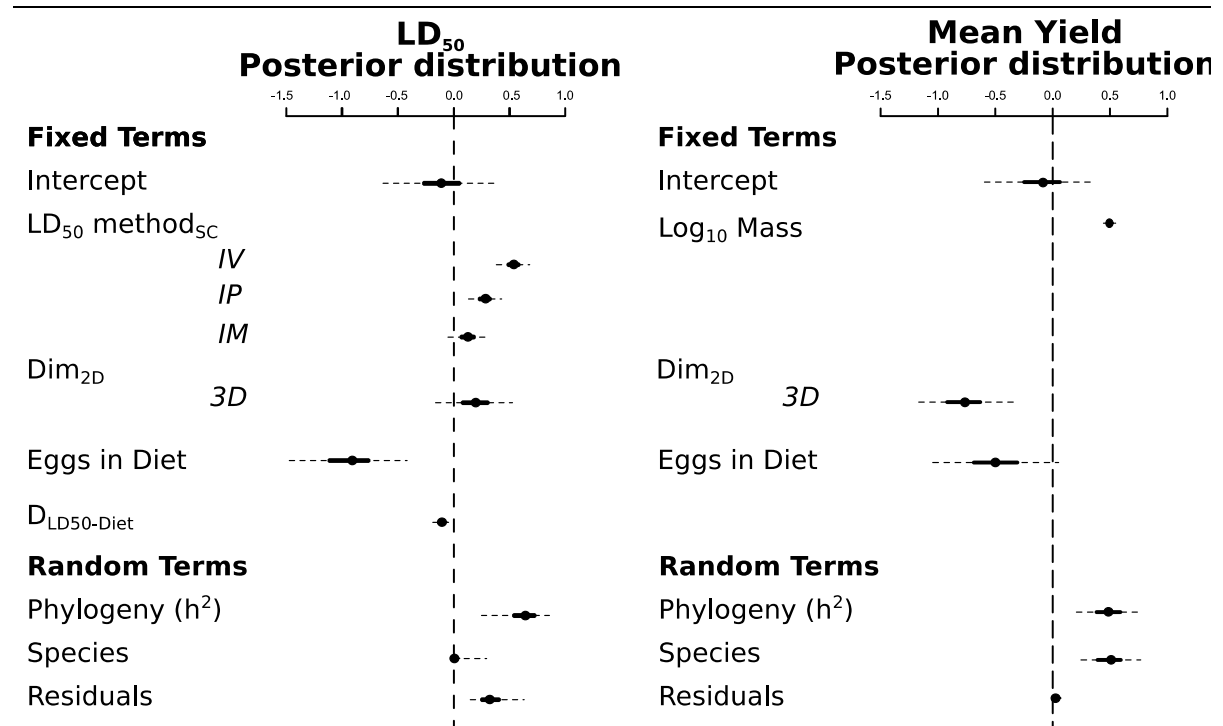 LD50
Posterior distribution
-1.5 -1.0 -0.5 0.0 0.5 1.0
Fixed Terms
Intercept
LD50 methodSC
IV
IP
IM
Dim2D
3D
Eggs in Diet
DLD50-Diet
Random Terms
Phylogeny (h2)
Species
Residuals
Mean Yield
Posterior distribution
-1.5 -1.0 -0.5 0.0 0.5 1.0
Fixed Terms
Intercept
Log10 Mass
Dim2D
3D
Eggs in Diet
Random Terms
Phylogeny (h2)
Species
Residuals